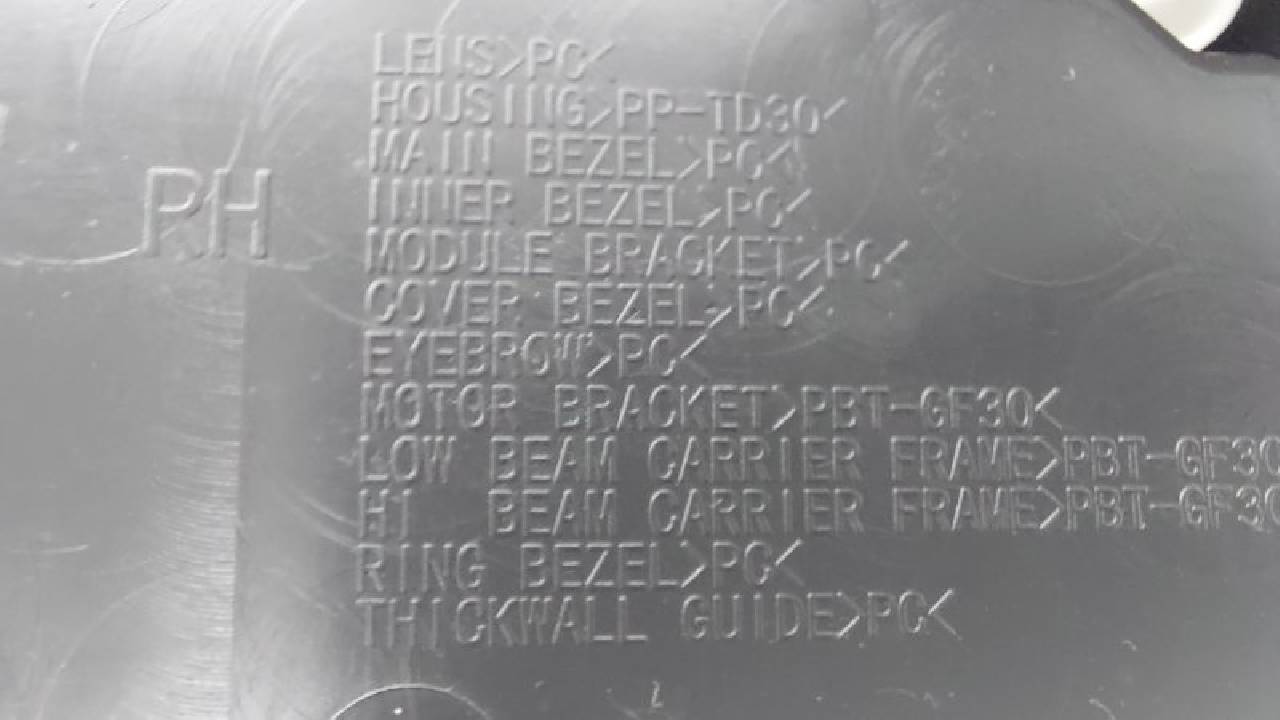 LENS>PC<
HOUSING>PP-TD30<
MAIN BEZEL>PC<
RH
INNER BEZEL>PC<
MODULE BRACKET>PC<
COVER BEZEL>PC<
EYEBROW>PC<
MOTOR BRACKET>PBT-GF30<
LOW BEAM CARRIER FRAME>PBT-GF30
HI BEAM CARRIER FRAME>PBT-GF30
RING BEZEL>PC<
THICKWALL GUIDE>PC<